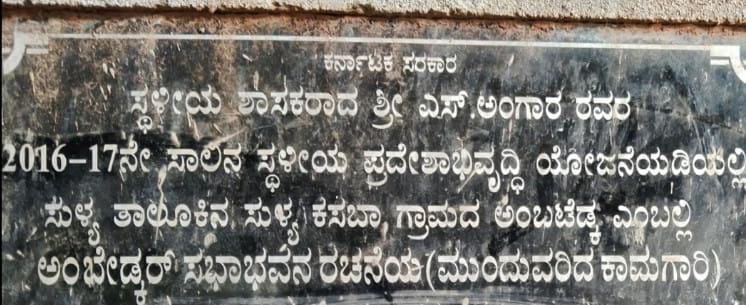 ಕರ್ನಾಟಕ ಸರಕಾರ
ಸ್ಥಳೀಯ ಶಾಸಕರಾದ ಶ್ರೀ ಎಸ್.ಅಂಗಾರ ರವರ
2016-17ನೇ ಸಾಲಿನ ಸ್ಥಳೀಯ ಪ್ರದೇಶಾಭಿವೃದ್ಧಿ ಯೋಜನೆಯಡಿಯಲ್ಲಿ
ಸುಳ್ಯ ತಾಲೂಕಿನ ಸುಳ್ಯ ಕಸಬಾ ಗ್ರಾಮದ ಅಂಬಟೆಡ್ಕ ಎಂಬಲ್ಲಿ
ಅಂಬೇಡ್ಕರ್ ಸಭಾಭವನ ರಚನೆಯ(ಮುಂದುವರಿದ ಕಾಮಗಾರಿ)